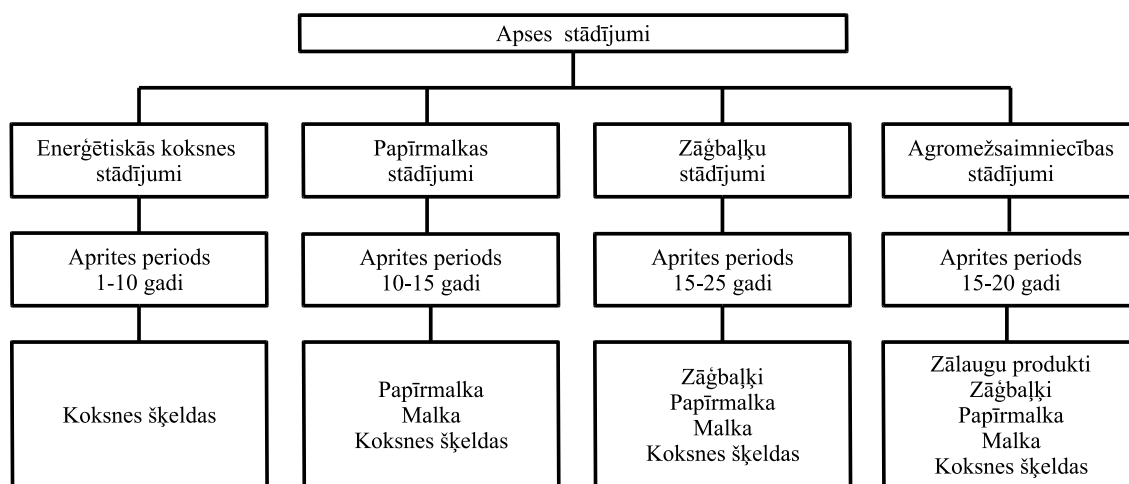 Apses stādījumi
Enerģētiskās koksnes
stādījumi
Papīrmalkas
stādījumi
Zāģbaļķu
stādījumi
Agromežsaimniecības
stādījumi
Aprites periods
1-10 gadi
Aprites periods
10-15 gadi
Aprites periods
15-25 gadi
Aprites periods
15-20 gadi
Koksnes šķeldas
Papīrmalka
Malka
Koksnes šķeldas
Zāģbaļķi
Papīrmalka
Malka
Koksnes šķeldas
Zālaugu produkti
Zāģbaļķi
Papīrmalka
Malka
Koksnes šķeldas